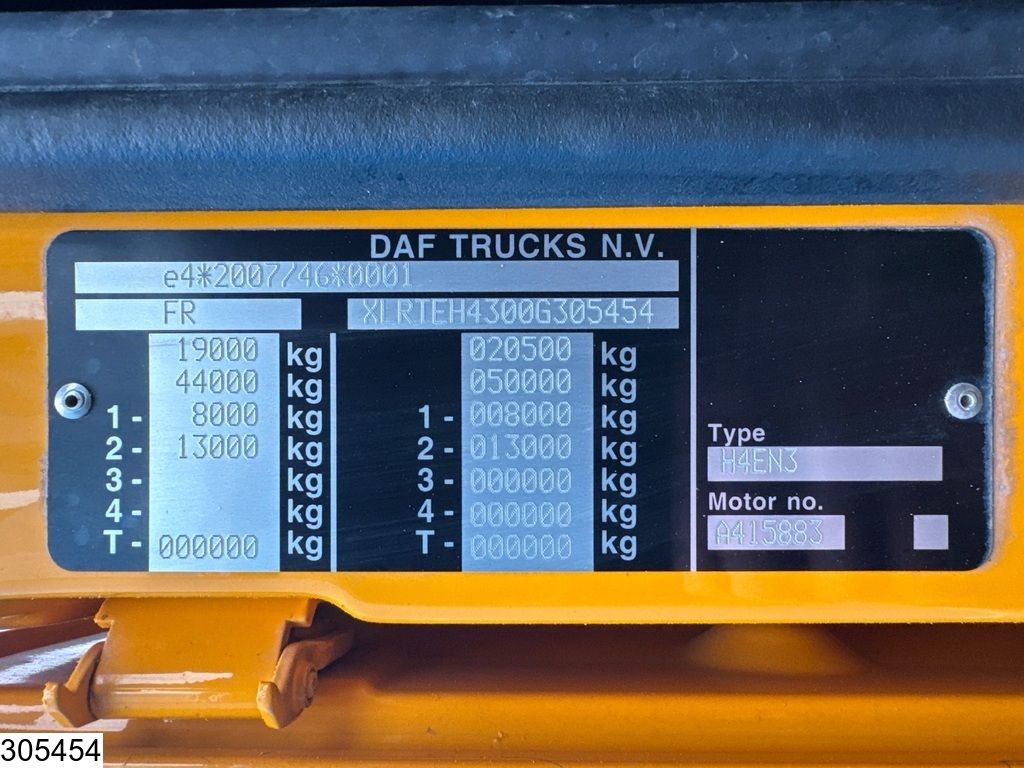 DAF TRUCKS N.V.
e4*2007/46*0001
FR XLRTEH4300G305454
19000 kg 020500 kg
44000 kg 050000 kg
1- 8000 kg 1- 008000 kg
2- 13000 kg 2- 013000 kg
3- kg 3- 000000 kg
4- kg 4- 000000 kg
T- 000000 kg T- 000000 kg
Type
H4EN3
Motor no.
A415883
305454